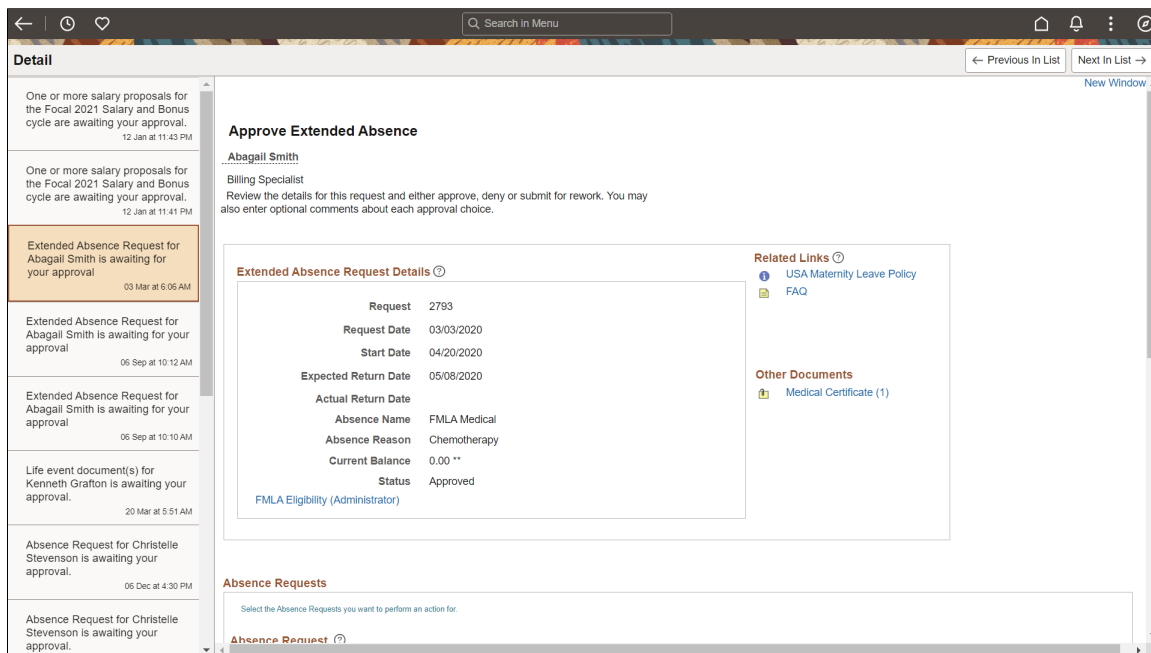 Search in Menu
Detail
← Previous In List
Next In List →
One or more salary proposals for
the Focal 2021 Salary and Bonus
cycle are awaiting your approval.
12 Jan at 11:43 PM
One or more salary proposals for
the Focal 2021 Salary and Bonus
cycle are awaiting your approval.
12 Jan at 11:41 PM
Extended Absence Request for
Abagail Smith is awaiting for
your approval
03 Mar at 6:06 AM
Extended Absence Request for
Abagail Smith is awaiting for your
approval
06 Sep at 10:12 AM
Extended Absence Request for
Abagail Smith is awaiting for your
approval
06 Sep at 10:10 AM
Life event document(s) for
Kenneth Grafton is awaiting your
approval.
20 Mar at 5:51 AM
Absence Request for Christelle
Stevenson is awaiting your
approval.
06 Dec at 4:30 PM
Absence Request for Christelle
Stevenson is awaiting your
approval.
New Window
Approve Extended Absence
Abagail Smith
Billing Specialist
Review the details for this request and either approve, deny or submit for rework. You may
also enter optional comments about each approval choice.
Extended Absence Request Details
Request 2793
Request Date 03/03/2020
Start Date 04/20/2020
Expected Return Date 05/08/2020
Actual Return Date
Absence Name FMLA Medical
Absence Reason Chemotherapy
Current Balance 0.00 **
Status Approved
FMLA Eligibility (Administrator)
Related Links
USA Maternity Leave Policy
FAQ
Other Documents
Medical Certificate (1)
Absence Requests
Select the Absence Requests you want to perform an action for.
Absence Request